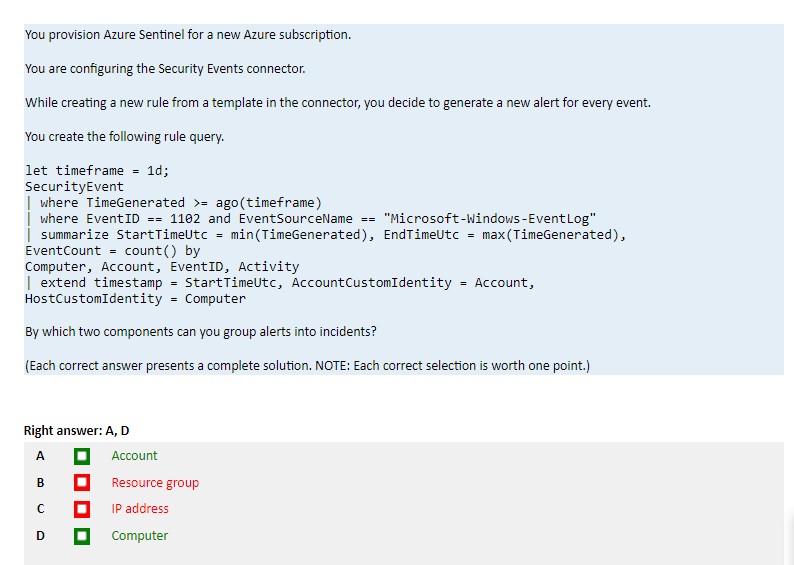 You provision Azure Sentinel for a new Azure subscription.
You are configuring the Security Events connector.
While creating a new rule from a template in the connector, you decide to generate a new alert for every event.
You create the following rule query.
let timeframe = 1d;
SecurityEvent
| where TimeGenerated >= ago(timeframe)
| where EventID == 1102 and EventSourceName == "Microsoft-Windows-EventLog"
| summarize StartTimeUtc = min(TimeGenerated), EndTimeUtc = max(TimeGenerated),
EventCount = count() by
Computer, Account, EventID, Activity
| extend timestamp = StartTimeUtc, AccountCustomIdentity = Account,
HostCustomIdentity = Computer
By which two components can you group alerts into incidents?
(Each correct answer presents a complete solution. NOTE: Each correct selection is worth one point.)
Right answer: A, D
A Account
B Resource group
C IP address
D Computer